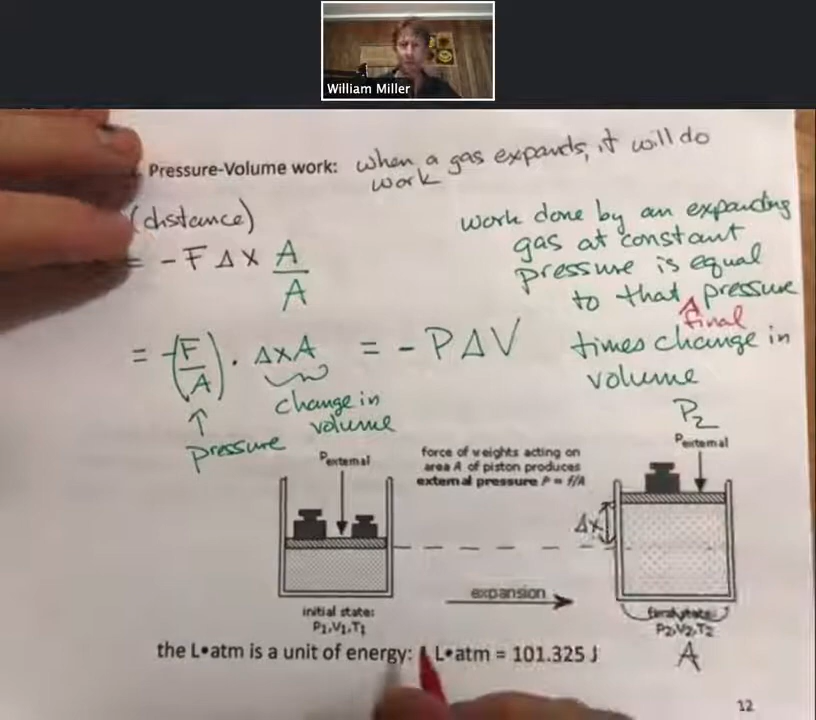 William Miller
Pressure-Volume work: when a gas expands, it will do
work
(distance)
= -F Δx A/A
work done by an expanding
gas at constant
pressure is equal
to that ^ pressure
final
times change in
volume
= -(F/A) · ΔxA = -PΔV
change in
volume
↑
pressure
P2
Pexternal
Pexternal
force of weights acting on
area A of piston produces
external pressure P = f/A
Δx
expansion
initial state:
P1,V1,T1
final state:
P2,V2,T2
A
the L•atm is a unit of energy: L•atm = 101.325 J
12